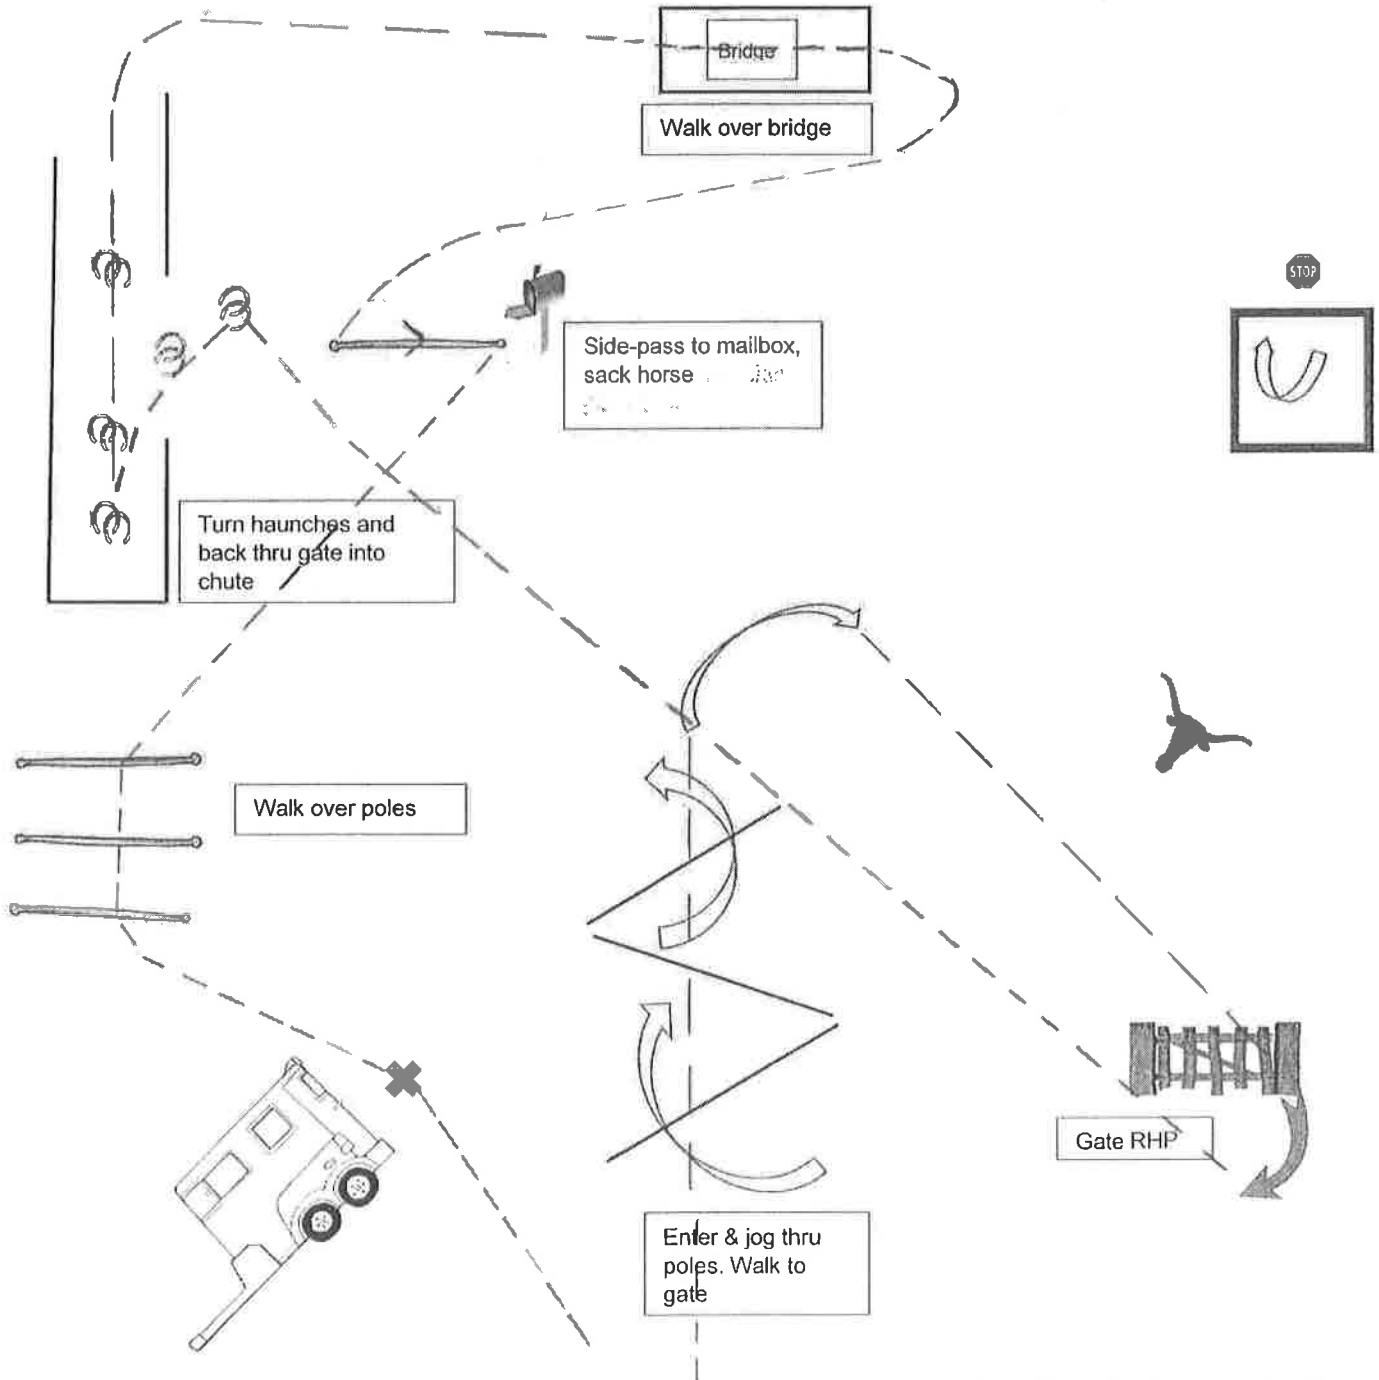 Bridge
Walk over bridge
STOP
Side-pass to mailbox,
sack horse
Turn haunches and
back thru gate into
chute
Walk over poles
Gate RHP
Enter & jog thru
poles. Walk to
gate